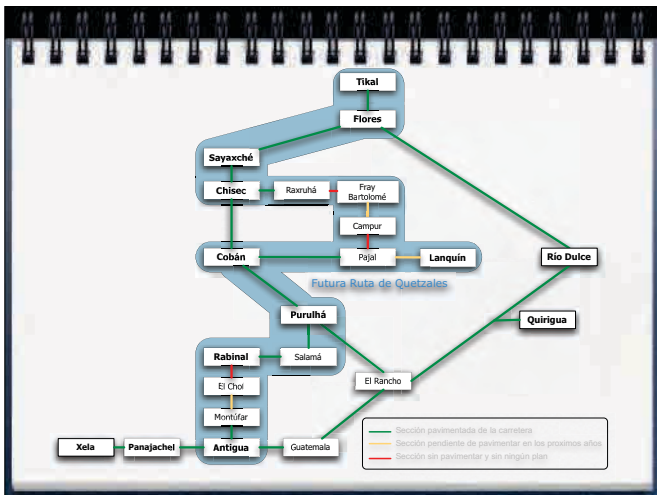 Tikal
Flores
Sayaxché
Chisec
Raxruhá
Fray
Bartolomé
Campur
Cobán
Pajal
Lanquín
Río Dulce
Futura Ruta de Quetzales
Purulhá
Quirigua
Rabinal
Salamá
El Chol
El Rancho
Montúfar
Xela
Panajachel
Antigua
Guatemala
Sección pavimentada de la carretera
Sección pendiente de pavimentar en los proximos años
Sección sin pavimentar y sin ningún plan